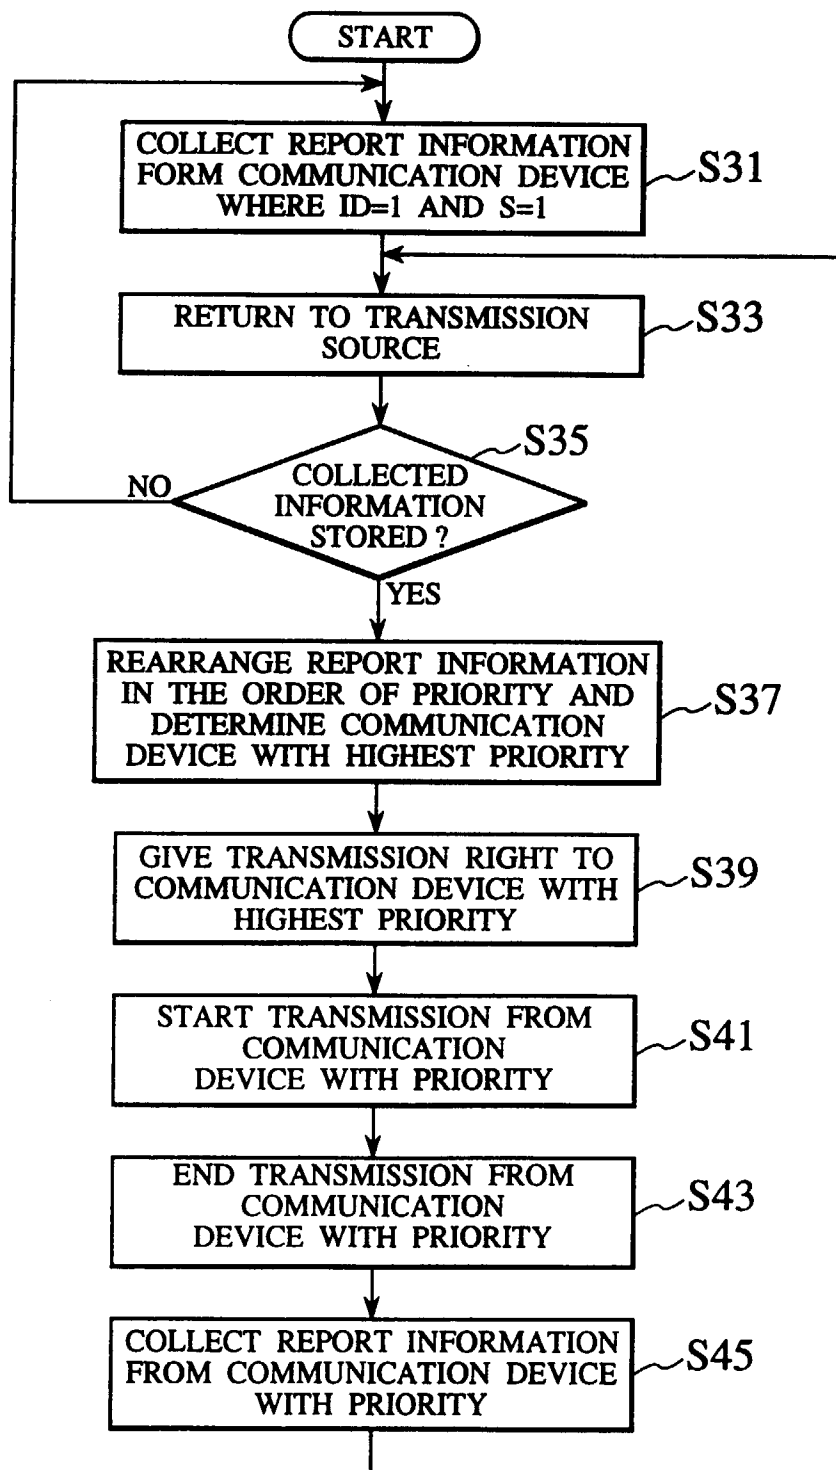 START
COLLECT REPORT INFORMATION
FORM COMMUNICATION DEVICE
WHERE ID=1 AND S=1
S31
RETURN TO TRANSMISSION
SOURCE
S33
S35
COLLECTED
INFORMATION
STORED ?
NO
YES
REARRANGE REPORT INFORMATION
IN THE ORDER OF PRIORITY AND
DETERMINE COMMUNICATION
DEVICE WITH HIGHEST PRIORITY
S37
GIVE TRANSMISSION RIGHT TO
COMMUNICATION DEVICE WITH
HIGHEST PRIORITY
S39
START TRANSMISSION FROM
COMMUNICATION
DEVICE WITH PRIORITY
S41
END TRANSMISSION FROM
COMMUNICATION
DEVICE WITH PRIORITY
S43
COLLECT REPORT INFORMATION
FROM COMMUNICATION DEVICE
WITH PRIORITY
S45